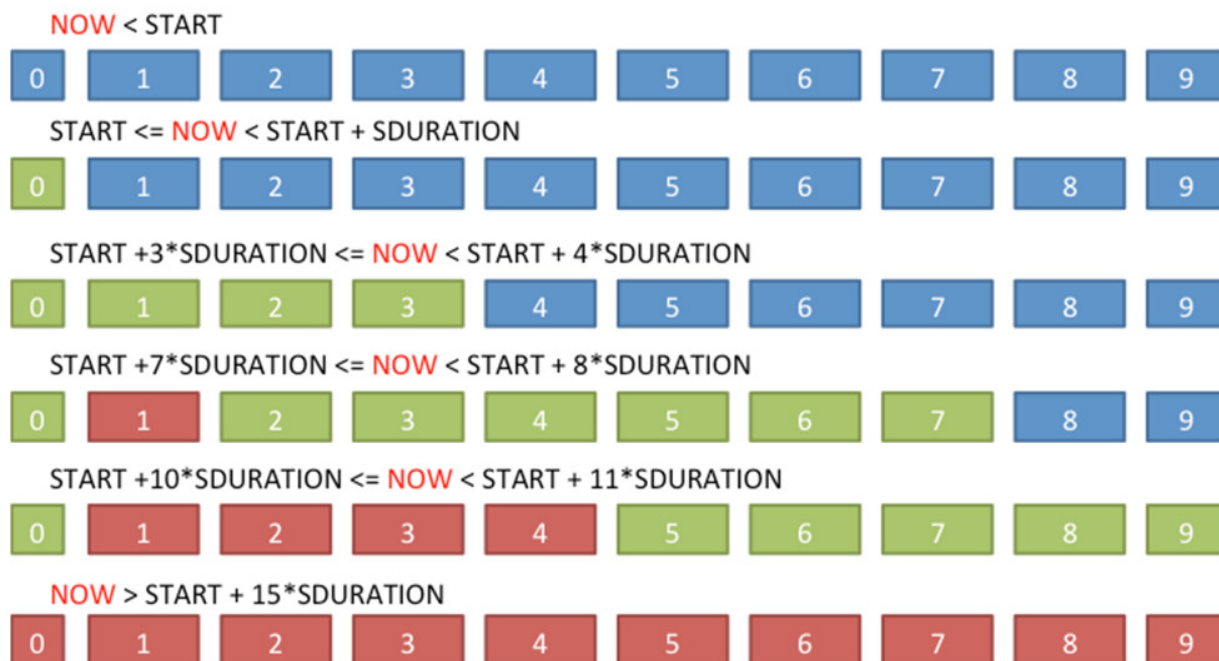 NOW < START
0 1 2 3 4 5 6 7 8 9
START <= NOW < START + SDURATION
0 1 2 3 4 5 6 7 8 9
START +3*SDURATION <= NOW < START + 4*SDURATION
0 1 2 3 4 5 6 7 8 9
START +7*SDURATION <= NOW < START + 8*SDURATION
0 1 2 3 4 5 6 7 8 9
START +10*SDURATION <= NOW < START + 11*SDURATION
0 1 2 3 4 5 6 7 8 9
NOW > START + 15*SDURATION
0 1 2 3 4 5 6 7 8 9